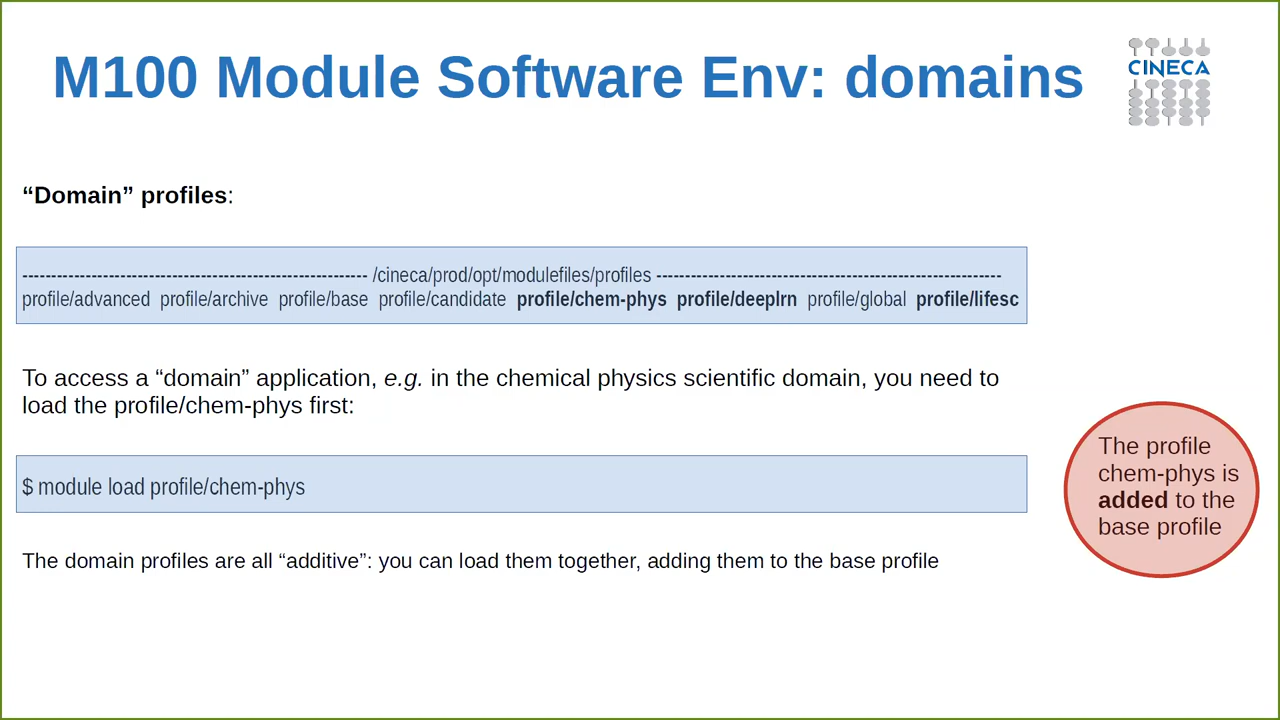 M100 Module Software Env: domains
CINECA
“Domain” profiles:
------------------------------------------------------------ /cineca/prod/opt/modulefiles/profiles ------------------------------------------------------------
profile/advanced profile/archive profile/base profile/candidate profile/chem-phys profile/deeplrn profile/global profile/lifesc
To access a “domain” application, e.g. in the chemical physics scientific domain, you need to
load the profile/chem-phys first:
$ module load profile/chem-phys
The profile
chem-phys is
added to the
base profile
The domain profiles are all “additive”: you can load them together, adding them to the base profile